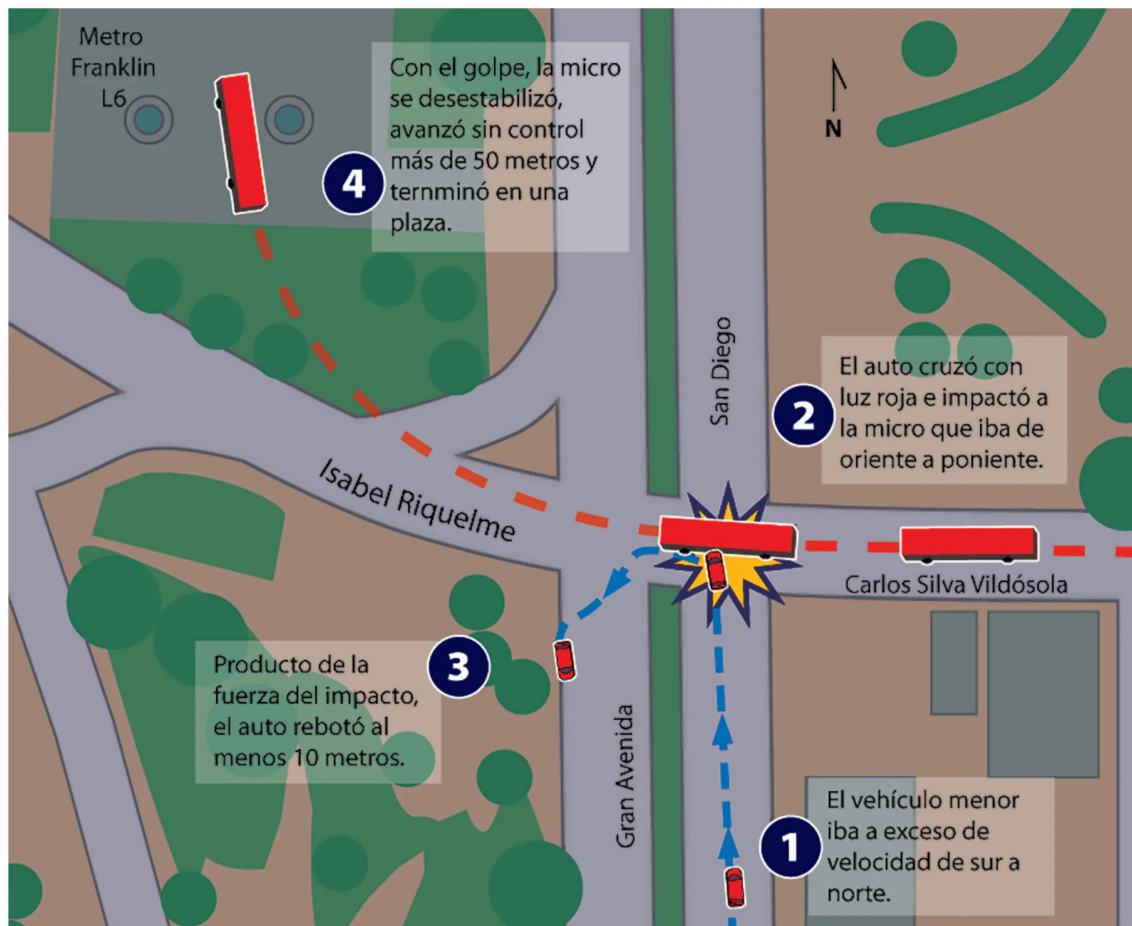 Metro
Franklin
L6
4
Con el golpe, la micro
se desestabilizó,
avanzó sin control
más de 50 metros y
ternminó en una
plaza.
N
San Diego
2
El auto cruzó con
luz roja e impactó a
la micro que iba de
oriente a poniente.
Isabel Riquelme
Carlos Silva Vildósola
3
Producto de la
fuerza del impacto,
el auto rebotó al
menos 10 metros.
Gran Avenida
1
El vehículo menor
iba a exceso de
velocidad de sur a
norte.